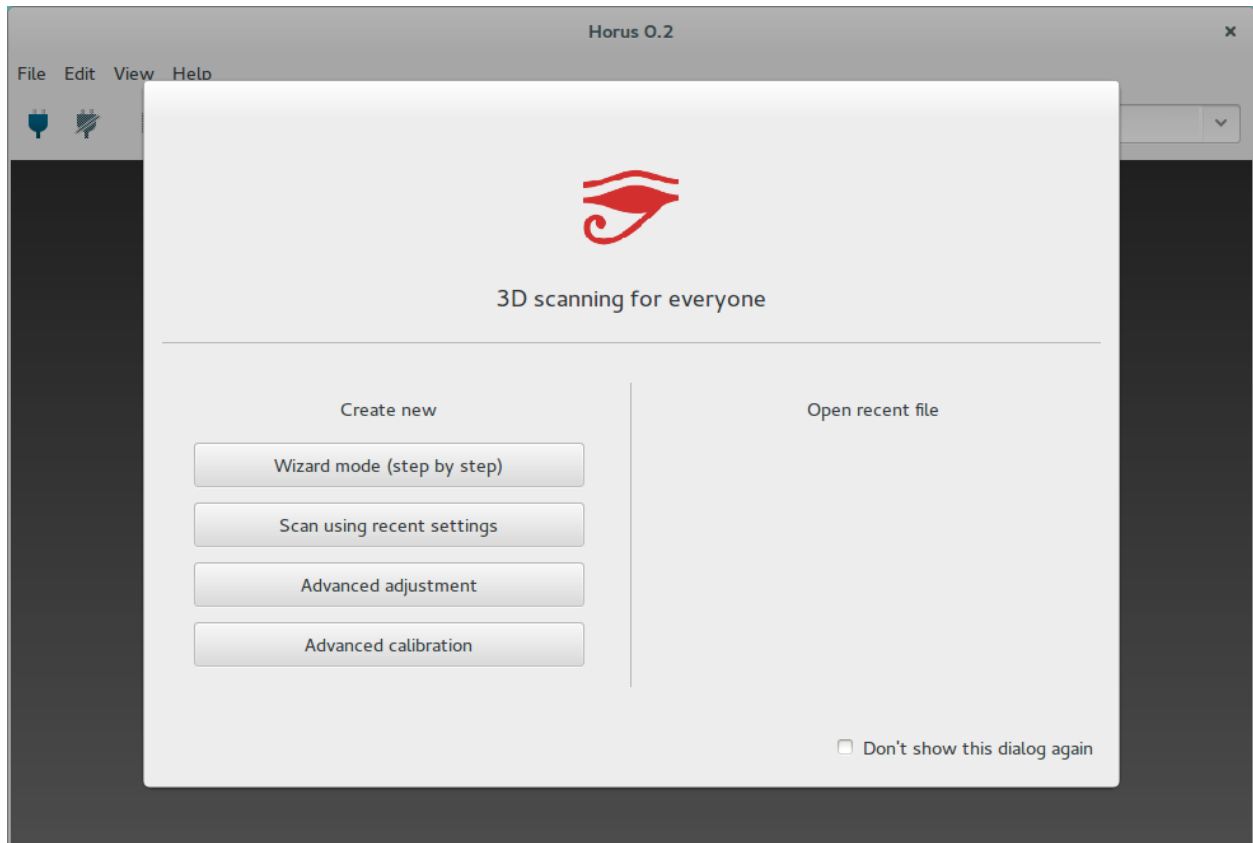 Horus 0.2
File Edit View Help
3D scanning for everyone
Create new
Wizard mode (step by step)
Scan using recent settings
Advanced adjustment
Advanced calibration
Open recent file
Don't show this dialog again